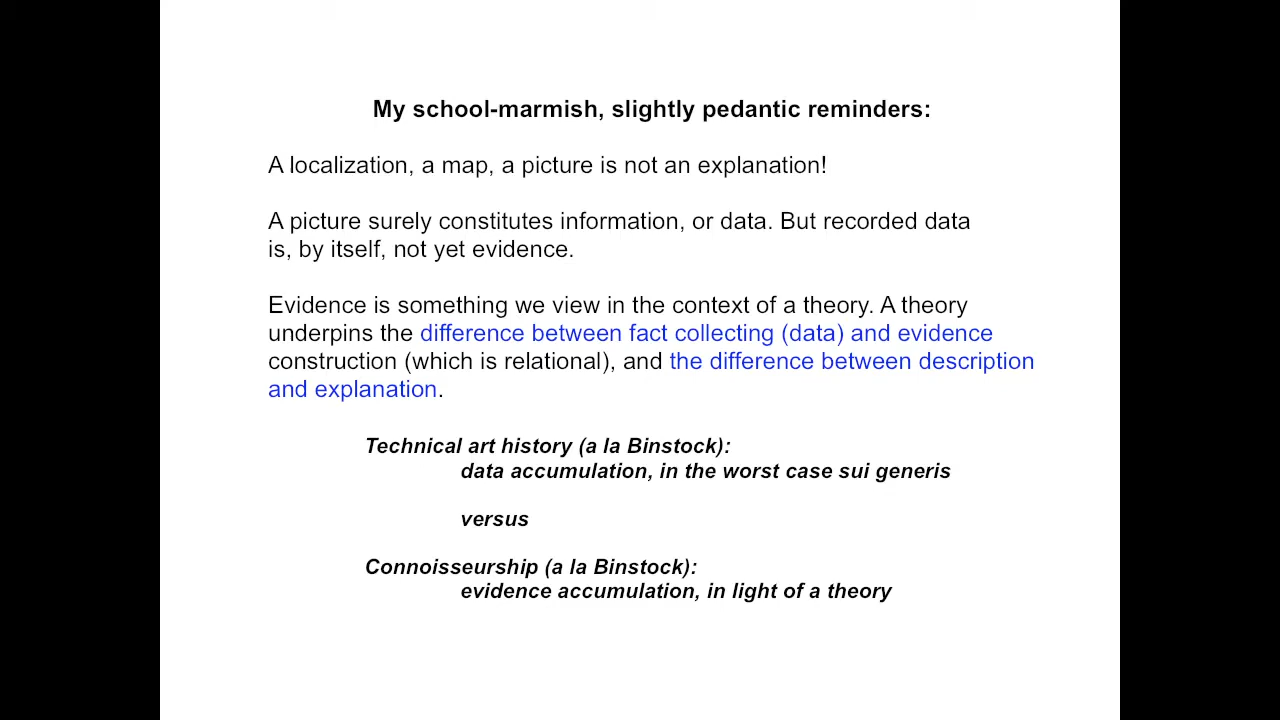 My school-marmish, slightly pedantic reminders:
A localization, a map, a picture is not an explanation!
A picture surely constitutes information, or data. But recorded data
is, by itself, not yet evidence.
Evidence is something we view in the context of a theory. A theory
underpins the difference between fact collecting (data) and evidence
construction (which is relational), and the difference between description
and explanation.
Technical art history (a la Binstock):
data accumulation, in the worst case sui generis
versus
Connoisseurship (a la Binstock):
evidence accumulation, in light of a theory